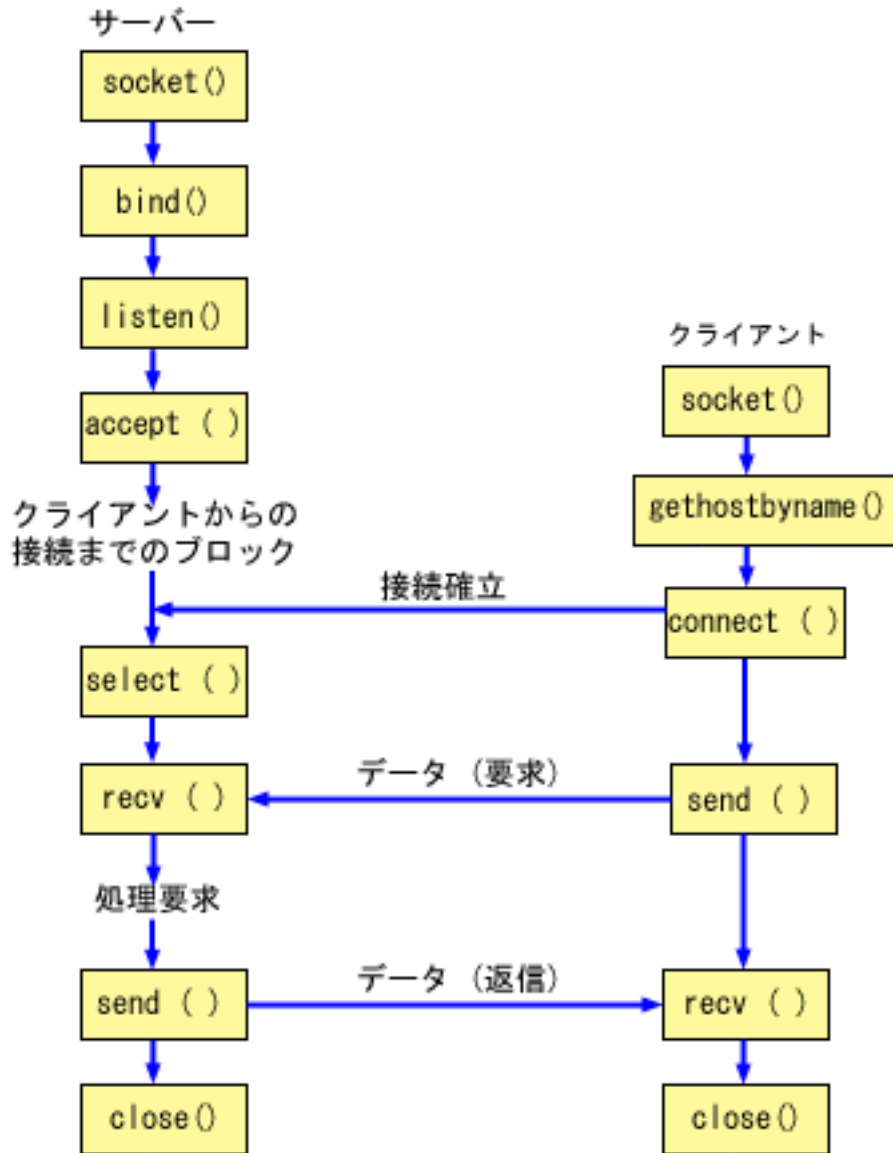 サーバー
socket()
bind()
listen()
accept ( )
クライアントからの
接続までのブロック
select ( )
recv ( )
処理要求
send ( )
close()
クライアント
socket()
gethostbyname()
connect ( )
send ( )
recv ( )
close()
接続確立
データ (要求)
データ (返信)